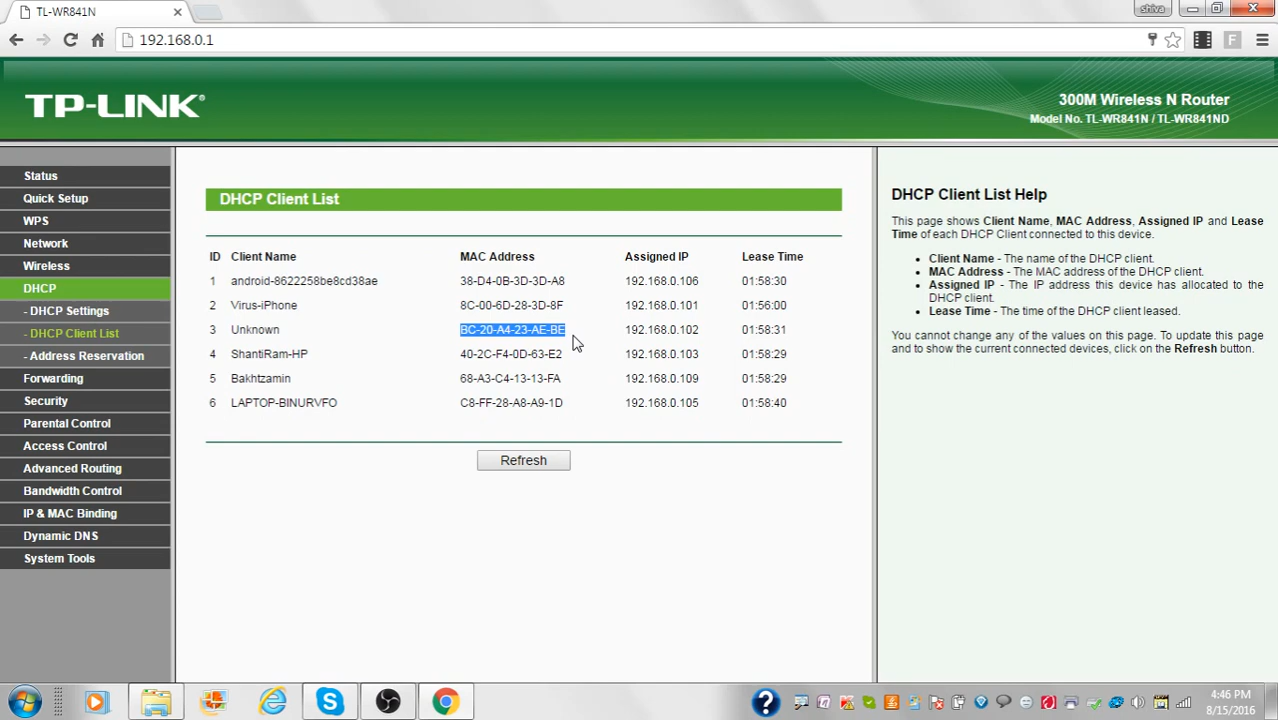 TL-WR841N
shiva
192.168.0.1
F
TP-LINK®
300M Wireless N Router
Model No. TL-WR841N / TL-WR841ND
Status
Quick Setup
WPS
Network
Wireless
DHCP
- DHCP Settings
- DHCP Client List
- Address Reservation
Forwarding
Security
Parental Control
Access Control
Advanced Routing
Bandwidth Control
IP & MAC Binding
Dynamic DNS
System Tools
DHCP Client List
ID Client Name MAC Address Assigned IP Lease Time
1 android-8622258be8cd38ae 38-D4-0B-3D-3D-A8 192.168.0.106 01:58:30
2 Virus-iPhone 8C-00-6D-28-3D-8F 192.168.0.101 01:56:00
3 Unknown BC-20-A4-23-AE-BE 192.168.0.102 01:58:31
4 ShantiRam-HP 40-2C-F4-0D-63-E2 192.168.0.103 01:58:29
5 Bakhtzamin 68-A3-C4-13-13-FA 192.168.0.109 01:58:29
6 LAPTOP-BINURVFO C8-FF-28-A8-A9-1D 192.168.0.105 01:58:40
Refresh
DHCP Client List Help
This page shows Client Name, MAC Address, Assigned IP and Lease
Time of each DHCP Client connected to this device.
• Client Name - The name of the DHCP client.
• MAC Address - The MAC address of the DHCP client.
• Assigned IP - The IP address this device has allocated to the
DHCP client.
• Lease Time - The time of the DHCP client leased.
You cannot change any of the values on this page. To update this page
and to show the current connected devices, click on the Refresh button.
4:46 PM
8/15/2016